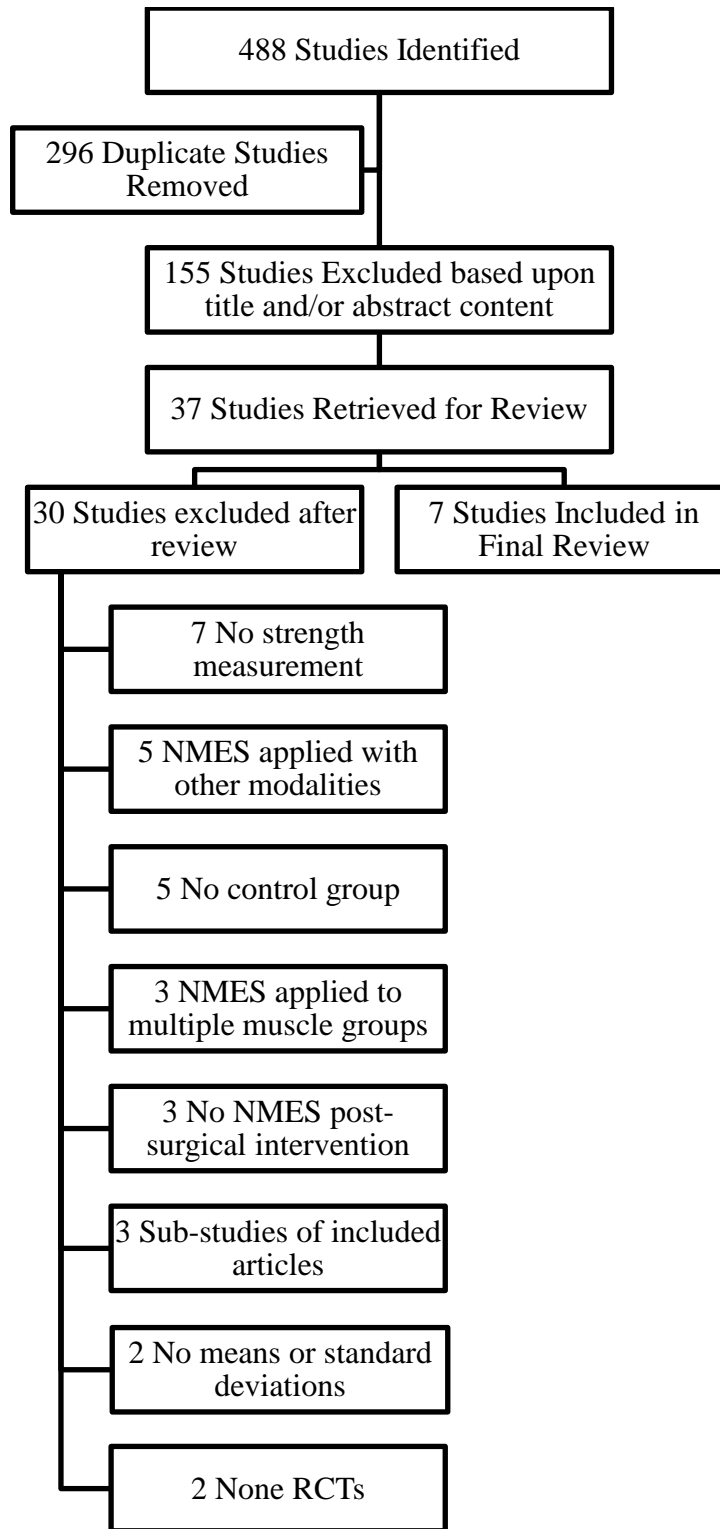 488 Studies Identified
296 Duplicate Studies
Removed
155 Studies Excluded based upon
title and/or abstract content
37 Studies Retrieved for Review
30 Studies excluded after
review
7 Studies Included in
Final Review
7 No strength
measurement
5 NMES applied with
other modalities
5 No control group
3 NMES applied to
multiple muscle groups
3 No NMES post-
surgical intervention
3 Sub-studies of included
articles
2 No means or standard
deviations
2 None RCTs